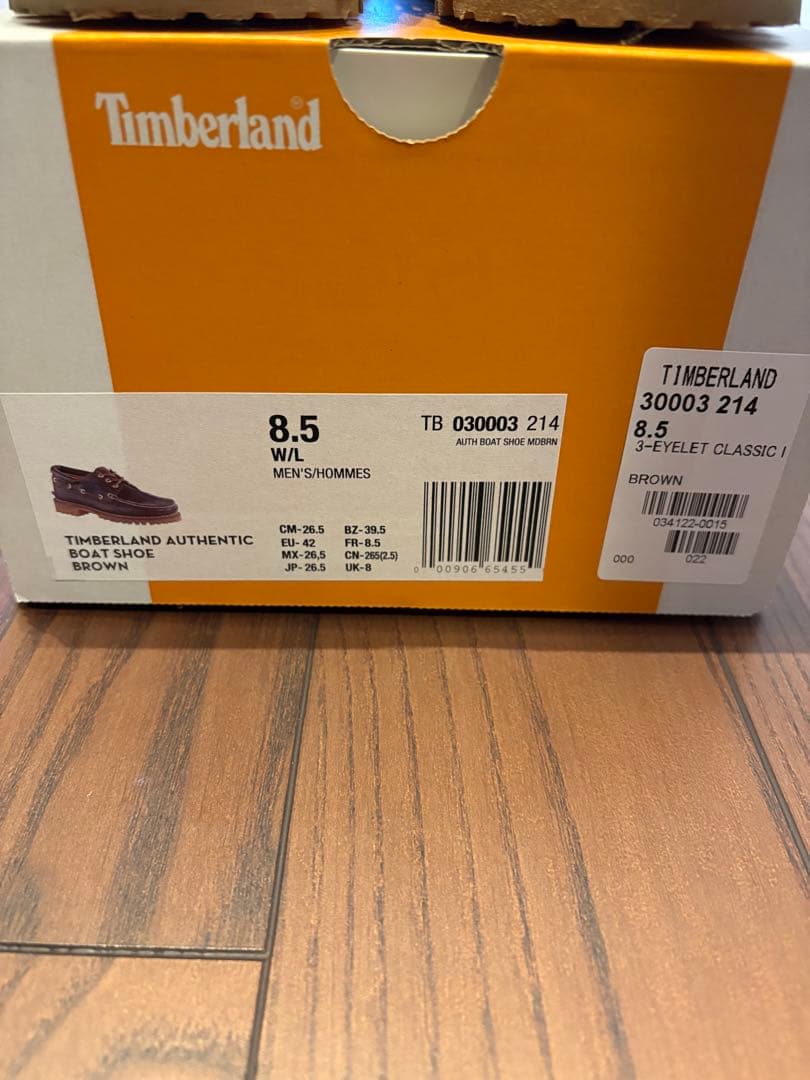 Timberland®
8.5
W/L
MEN'S/HOMMES
TB 030003 214
AUTH BOAT SHOE MDBRN
TIMBERLAND AUTHENTIC
BOAT SHOE
BROWN
CM-26.5 BZ-39.5
EU- 42 FR-8.5
MX-26,5 CN-265(2.5)
JP- 26.5 UK-8
0 00906 65455
TIMBERLAND
30003 214
8.5
3-EYELET CLASSIC
BROWN
034122-0015
000 022